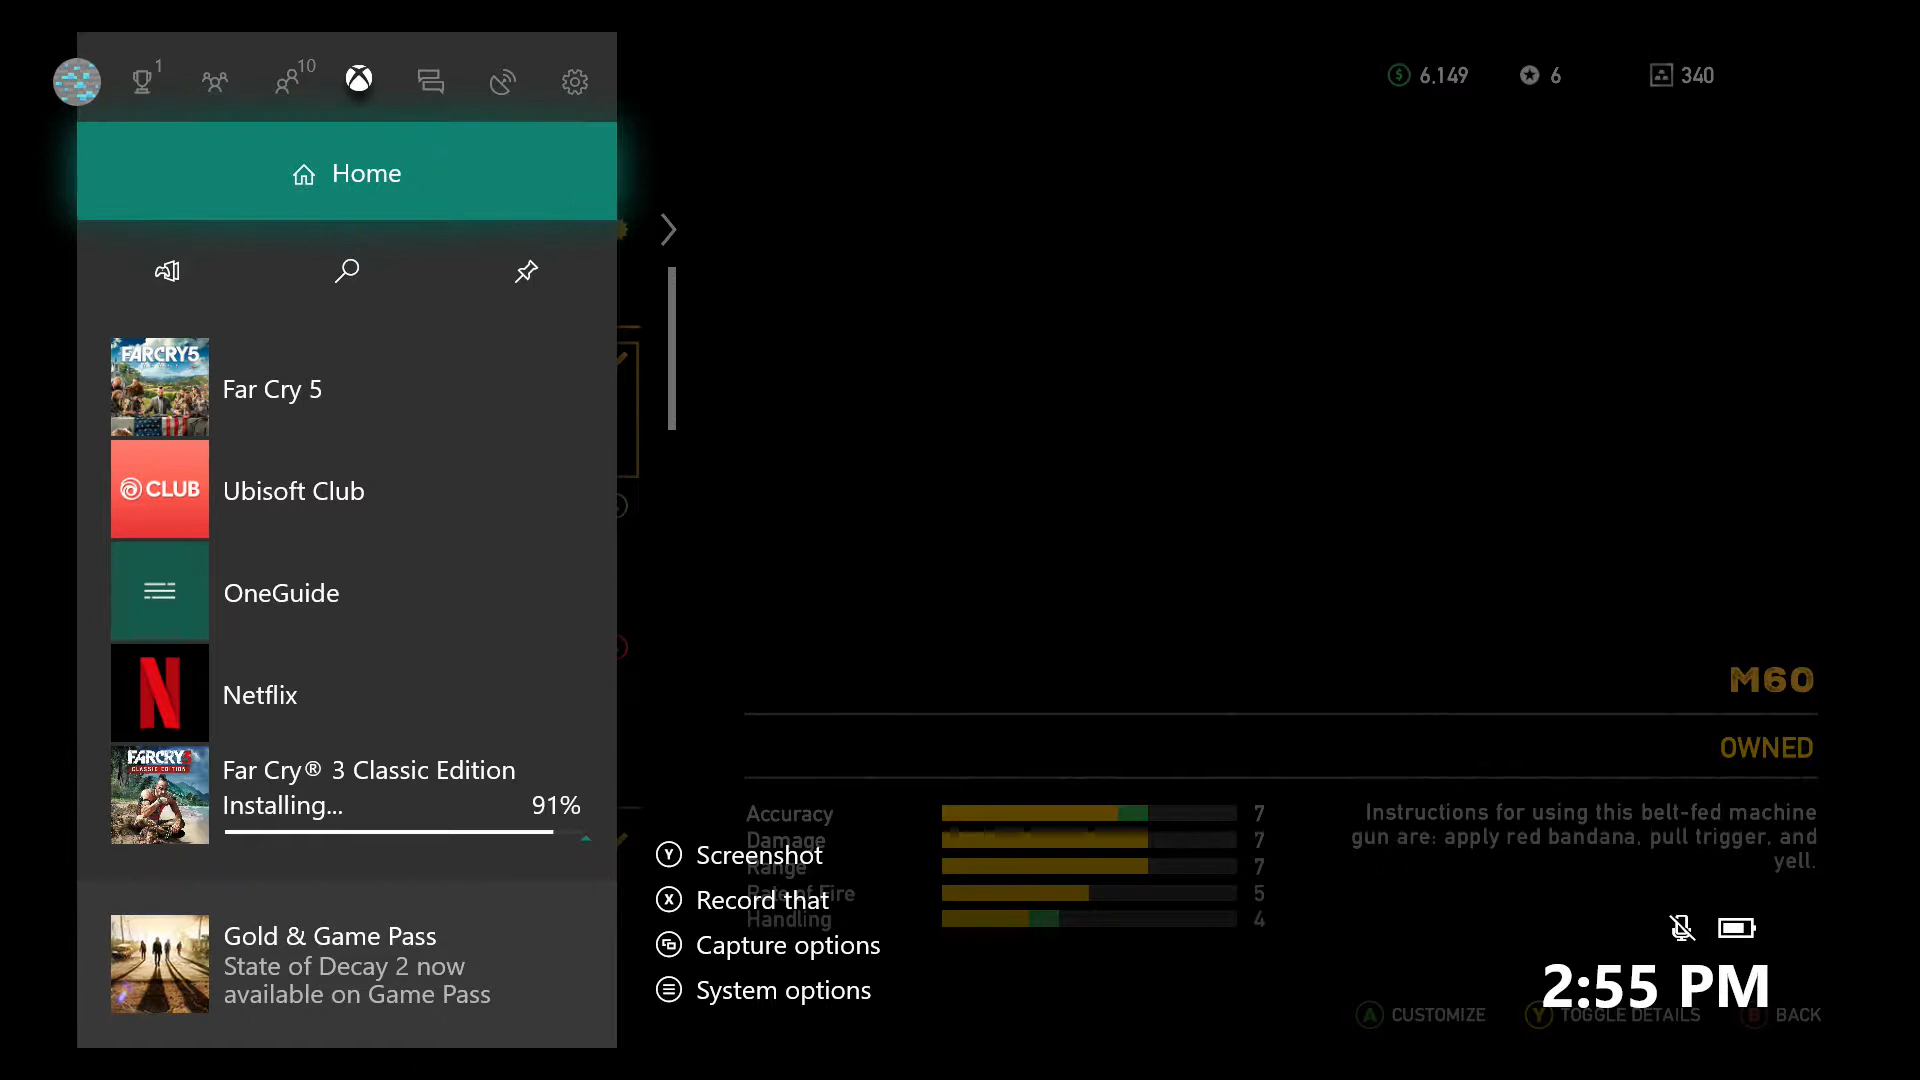 1
10
$ 6.149
6
340
Home
FARCRY5
Far Cry 5
CLUB
Ubisoft Club
OneGuide
N
Netflix
FARCRY3
CLASSIC EDITION
Far Cry® 3 Classic Edition
Installing...
91%
Gold & Game Pass
State of Decay 2 now
available on Game Pass
Y Screenshot
X Record that
Capture options
System options
M60
OWNED
Accuracy 7
Damage 7
Range 7
Rate of Fire 5
Handling 4
Instructions for using this belt-fed machine
gun are: apply red bandana, pull trigger, and
yell.
2:55 PM
A CUSTOMIZE
Y TOGGLE DETAILS
B BACK